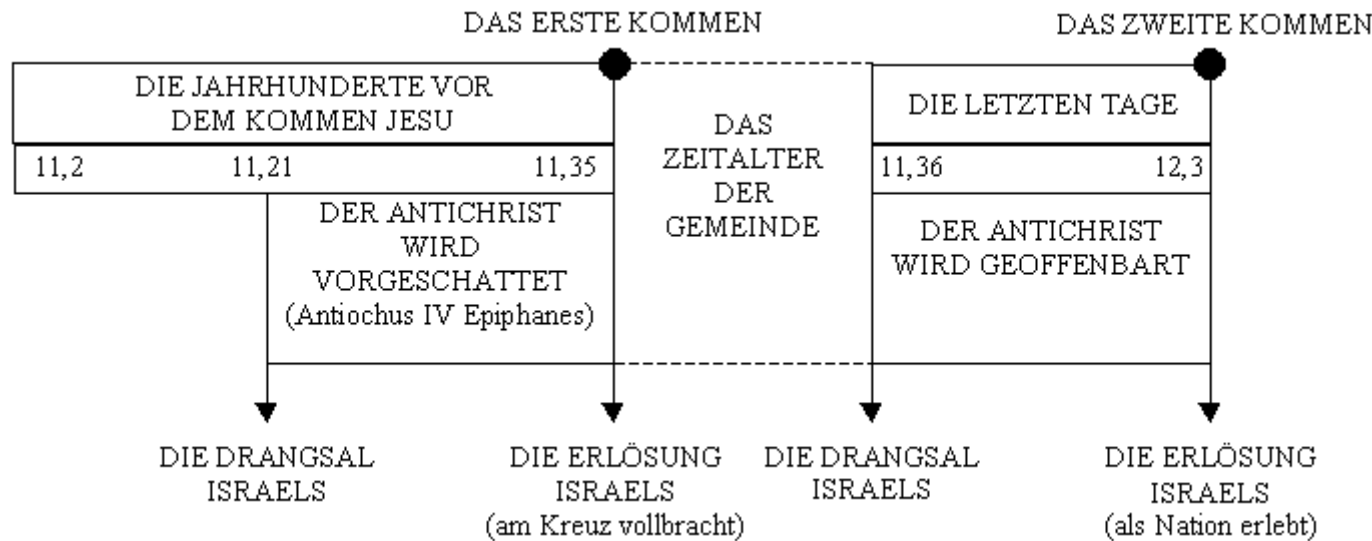 DAS ERSTE KOMMEN
DAS ZWEITE KOMMEN
DIE JAHRHUNDERTE VOR
DEM KOMMEN JESU
DIE LETZTEN TAGE
11,2
11,21
11,35
DAS
ZEITALTER
DER
GEMEINDE
11,36
12,3
DER ANTICHRIST
WIRD
VORGESCHATTET
(Antiochus IV Epiphanes)
DER ANTICHRIST
WIRD GEOFFENBART
DIE DRANGSAL
ISRAELS
DIE ERLÖSUNG
ISRAELS
(am Kreuz vollbracht)
DIE DRANGSAL
ISRAELS
DIE ERLÖSUNG
ISRAELS
(als Nation erlebt)